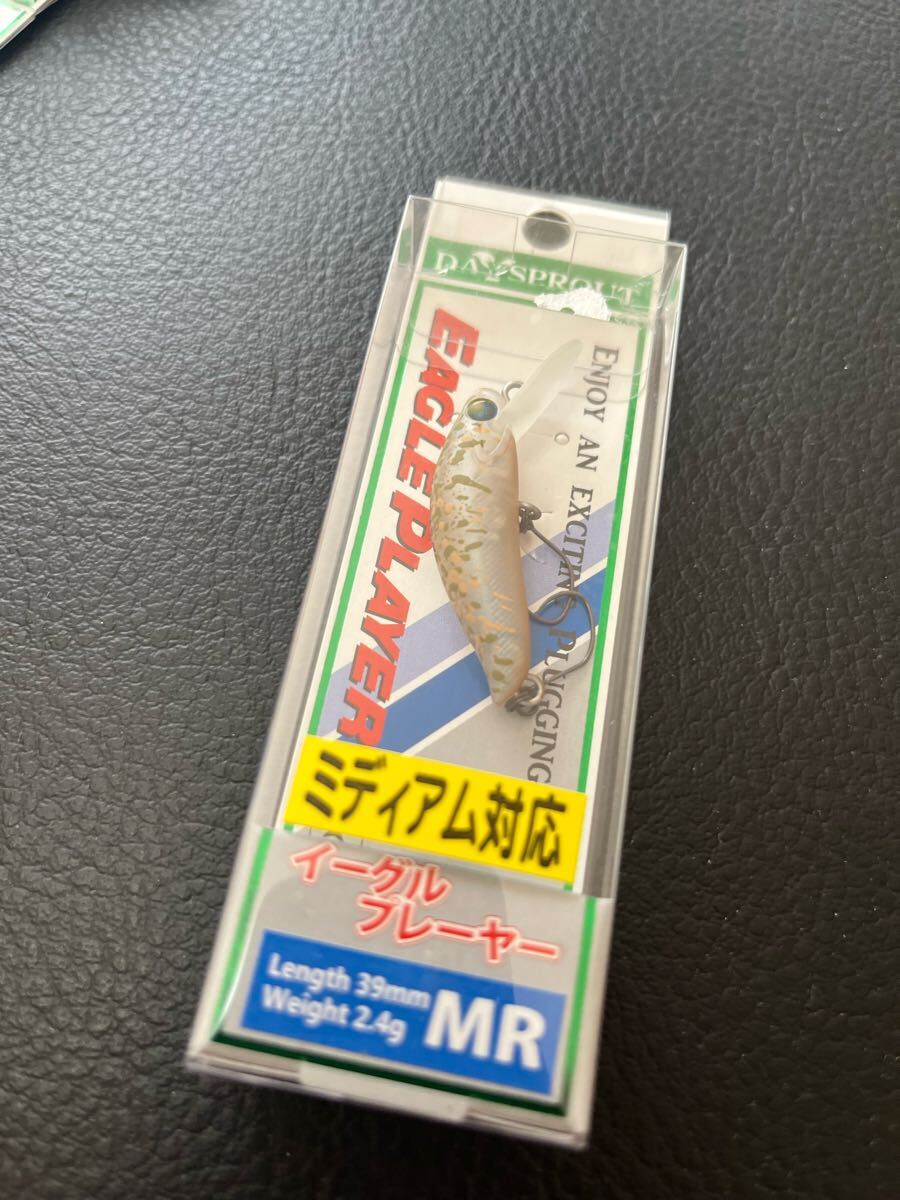 DAYSPROUT
EAGLE PLAYER
ENJOY AN EXCITING PLUGGING
ミディアム対応
イーグル
プレーヤー
Length 39mm
Weight 2.4g
MR